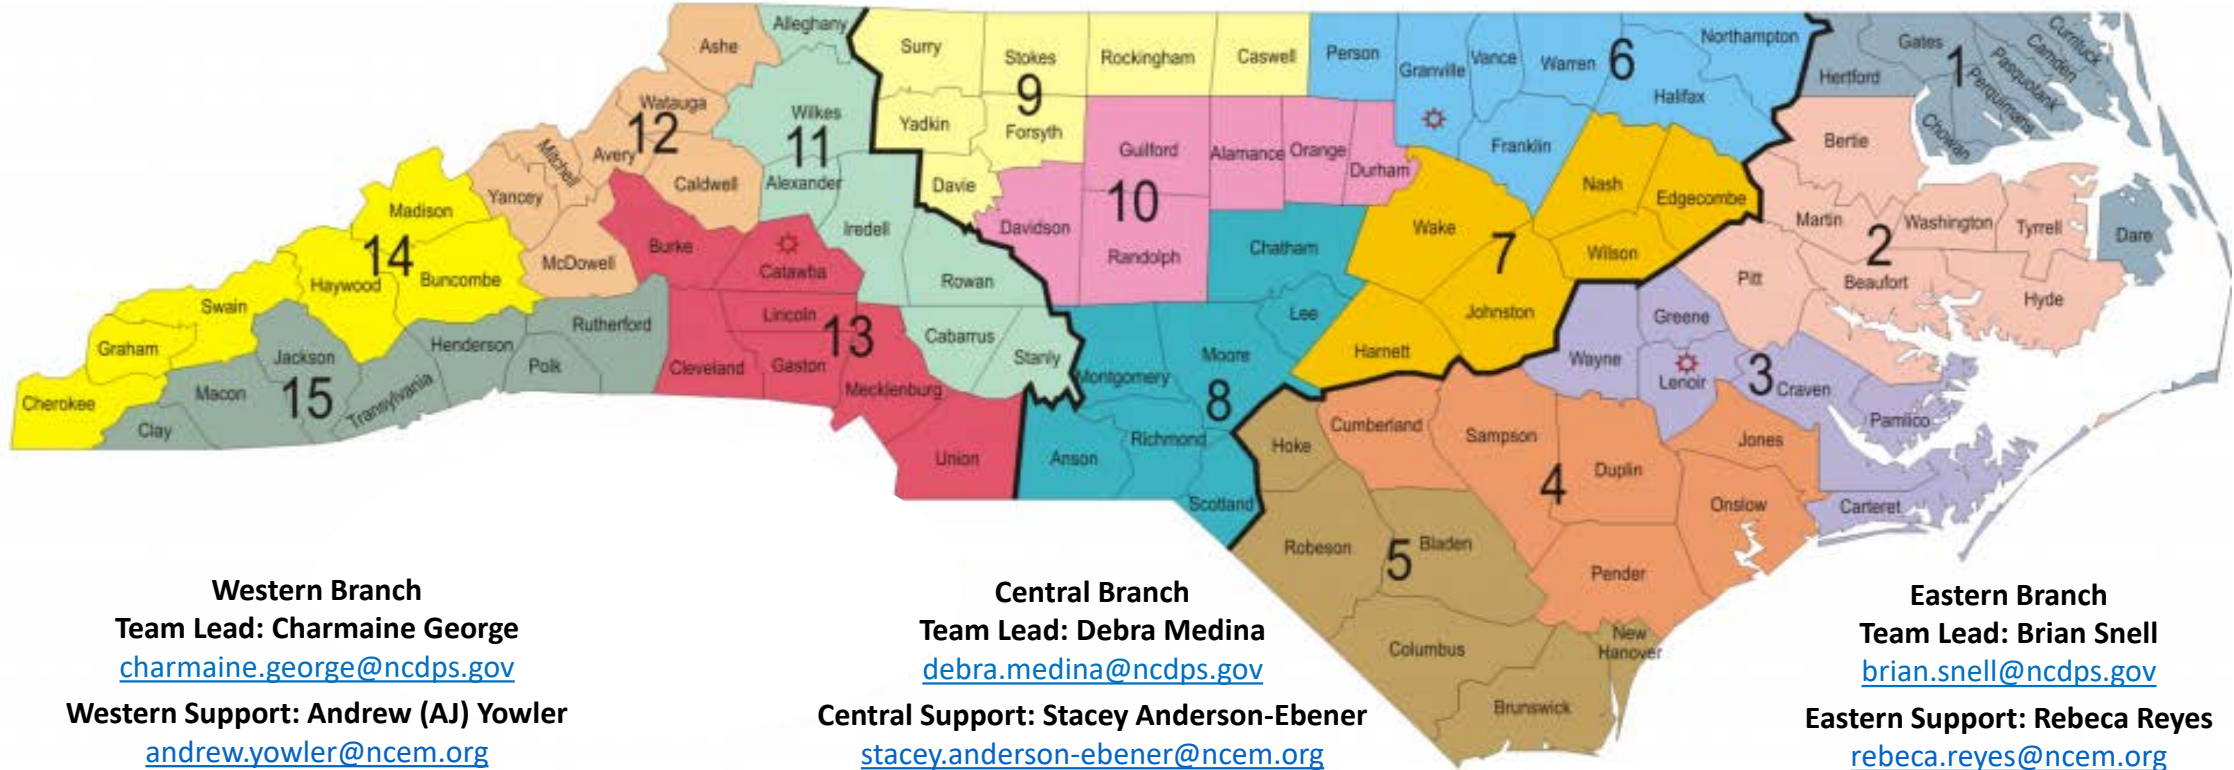 Ashe
Alleghany
Surry
Stokes
Rockingham
Caswell
Person
Granville
Vance
Warren
6
Northampton
Gates
1
Currituck
Camden
Pasquotank
Perquimans
Chowan
Hertford
Watauga
12
Wilkes
11
Yadkin
9
Forsyth
Halifax
Franklin
Mitchell
Avery
Caldwell
Alexander
Davie
Guilford
Alamance
Orange
Durham
Nash
Edgecombe
Bertie
Yancey
Madison
14
Burke
Catawba
Iredell
Davidson
10
Randolph
Chatham
Wake
7
Wilson
Martin
2
Washington
Tyrrell
Dare
McDowell
Buncombe
Haywood
Swain
Rowan
Pitt
Beaufort
Hyde
Graham
Jackson
Henderson
Rutherford
Polk
Lincoln
13
Cabarrus
Stanly
Lee
Johnston
Greene
Cherokee
Macon
15
Transylvania
Clay
Cleveland
Gaston
Mecklenburg
Union
Montgomery
Moore
8
Harnett
Wayne
Lenoir
3
Craven
Pamlico
Anson
Richmond
Scotland
Hoke
Cumberland
Sampson
4
Duplin
Jones
Onslow
Carteret
Robeson
5
Bladen
Pender
Columbus
New
Hanover
Brunswick
Western Branch
Team Lead: Charmaine George
charmaine.george@ncdps.gov
Western Support: Andrew (AJ) Yowler
andrew.yowler@ncem.org
Central Branch
Team Lead: Debra Medina
debra.medina@ncdps.gov
Central Support: Stacey Anderson-Ebener
stacey.anderson-ebener@ncem.org
Eastern Branch
Team Lead: Brian Snell
brian.snell@ncdps.gov
Eastern Support: Rebeca Reyes
rebeca.reyes@ncem.org